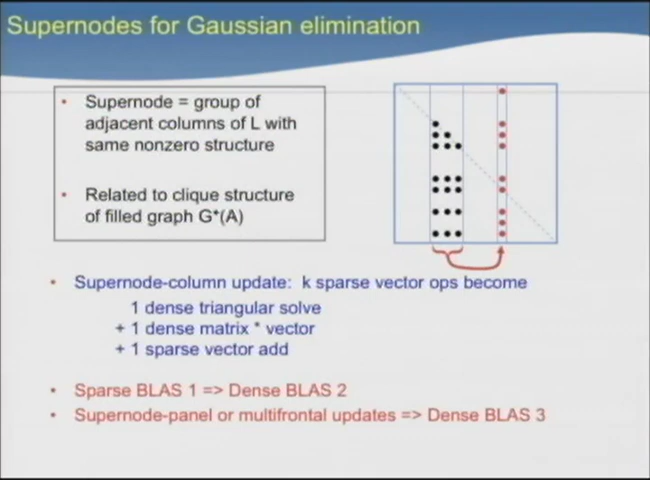 Supernodes for Gaussian elimination
• Supernode = group of
adjacent columns of L with
same nonzero structure
• Related to clique structure
of filled graph G*(A)
• Supernode-column update: k sparse vector ops become
1 dense triangular solve
+ 1 dense matrix * vector
+ 1 sparse vector add
• Sparse BLAS 1 => Dense BLAS 2
• Supernode-panel or multifrontal updates => Dense BLAS 3